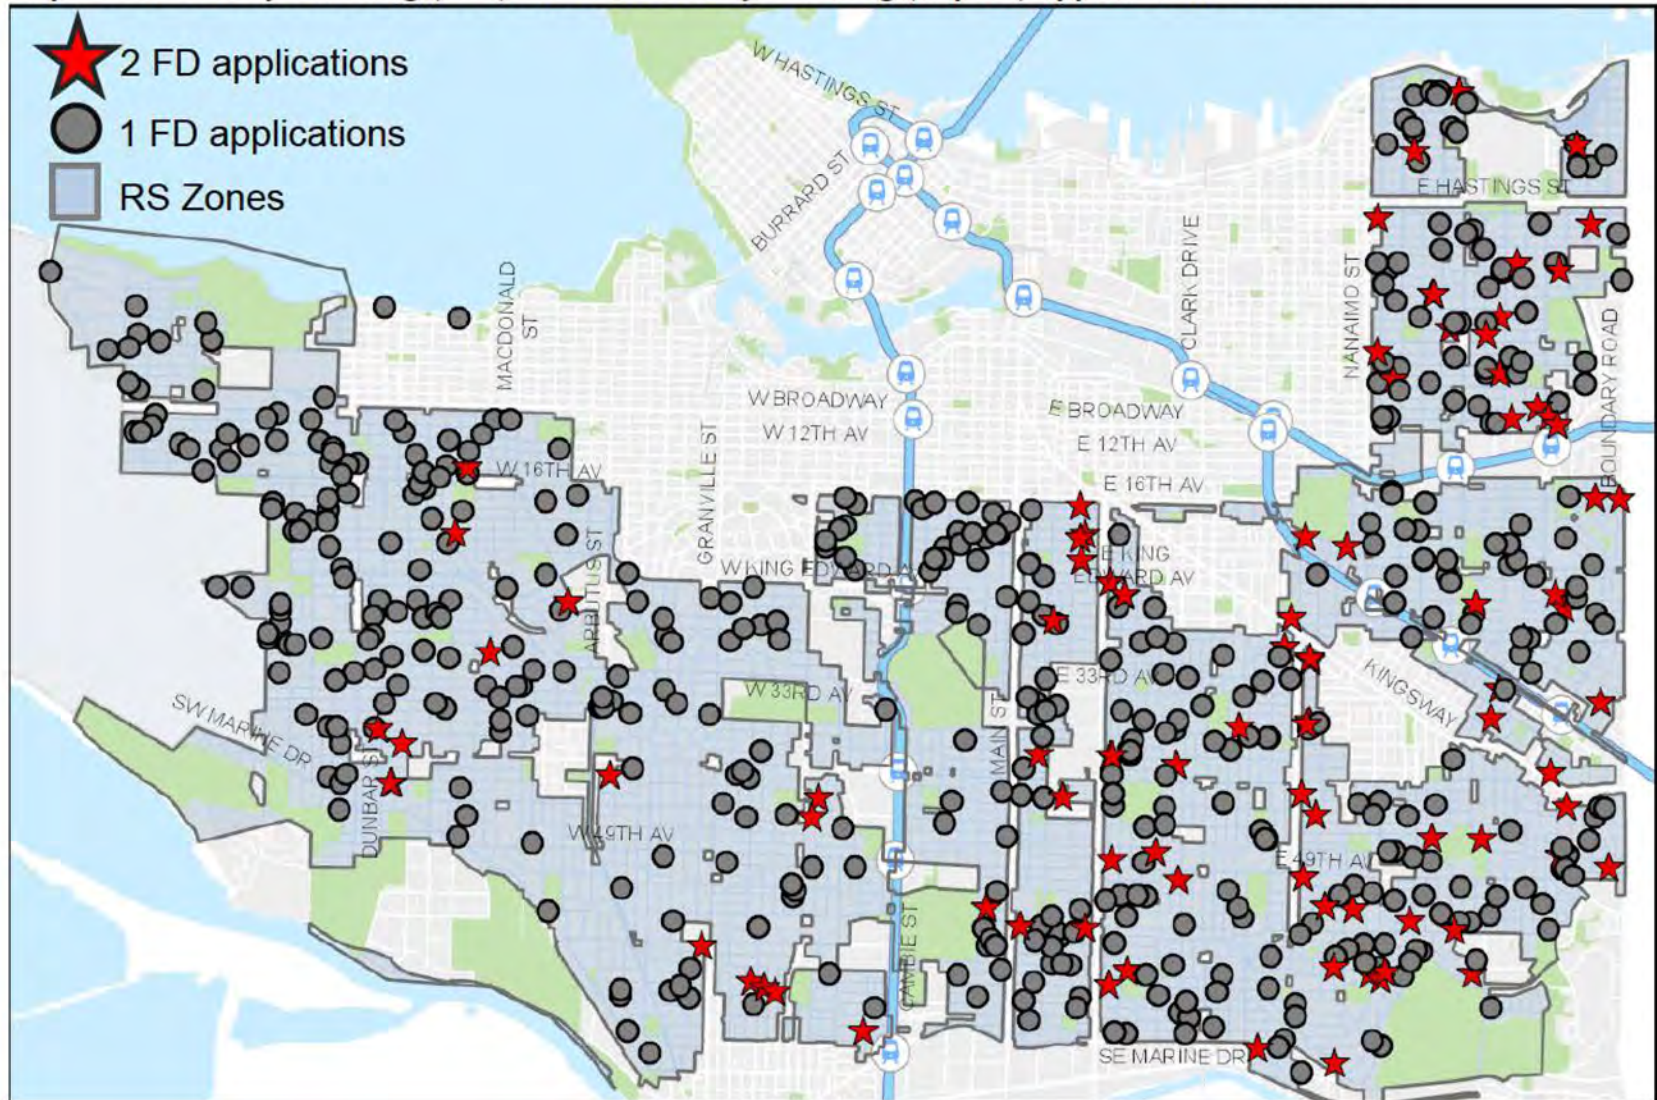 2 FD applications
1 FD applications
RS Zones
W HASTINGS ST
BURRARD ST
E HASTINGS ST
CLARK DRIVE
NANAIMO ST
BOUNDARY ROAD
MACDONALD
ST
W BROADWAY
E BROADWAY
W 12TH AV
E 12TH AV
GRANVILLE ST
W 16TH AV
E 16TH AV
ARBUTUS ST
W KING EDWARD A
E KING
EDWARD AV
W 33RD AV
E 33RD AV
KINGSWAY
SW MARINE DR
MAIN ST
DUNBAR ST
W 49TH AV
E 49TH AV
CAMBIE ST
SE MARINE DR